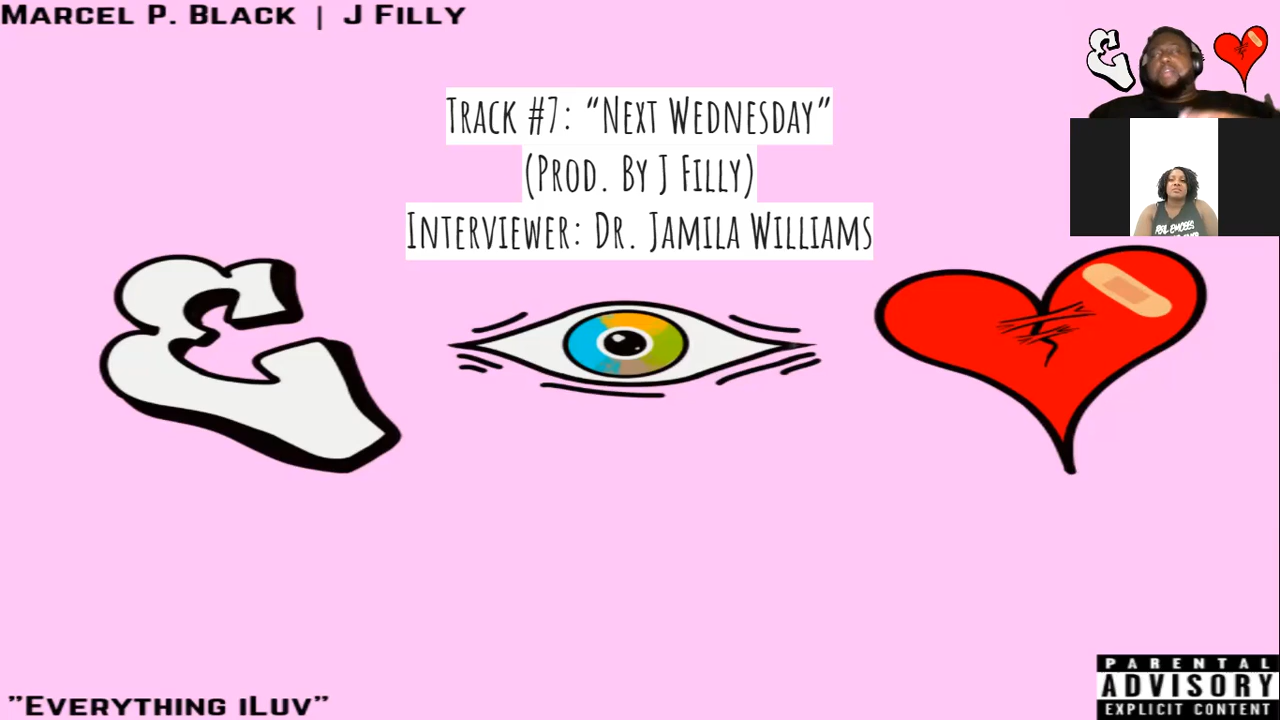 MARCEL P. BLACK | J FILLY
TRACK #7: “NEXT WEDNESDAY”
(PROD. BY J FILLY)
INTERVIEWER: DR. JAMILA WILLIAMS
"EVERYTHING iLUV"
PARENTAL
ADVISORY
EXPLICIT CONTENT